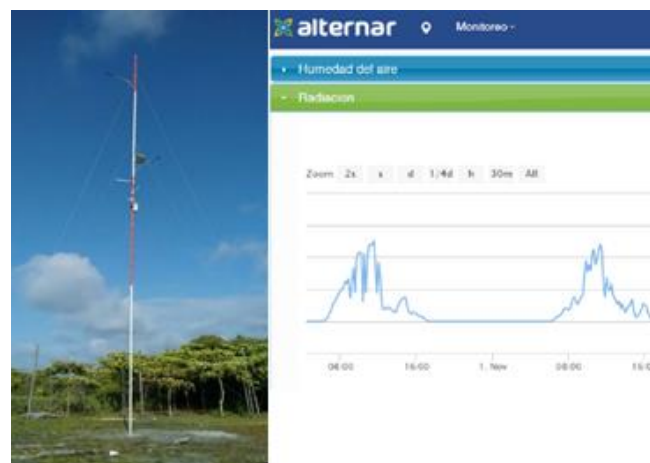 alternar Monitoreo
Humedad del aire
Radiacion
Zoom 2s s d 1/4d h 30m All
08:00 16:00 1. Nov 08:00